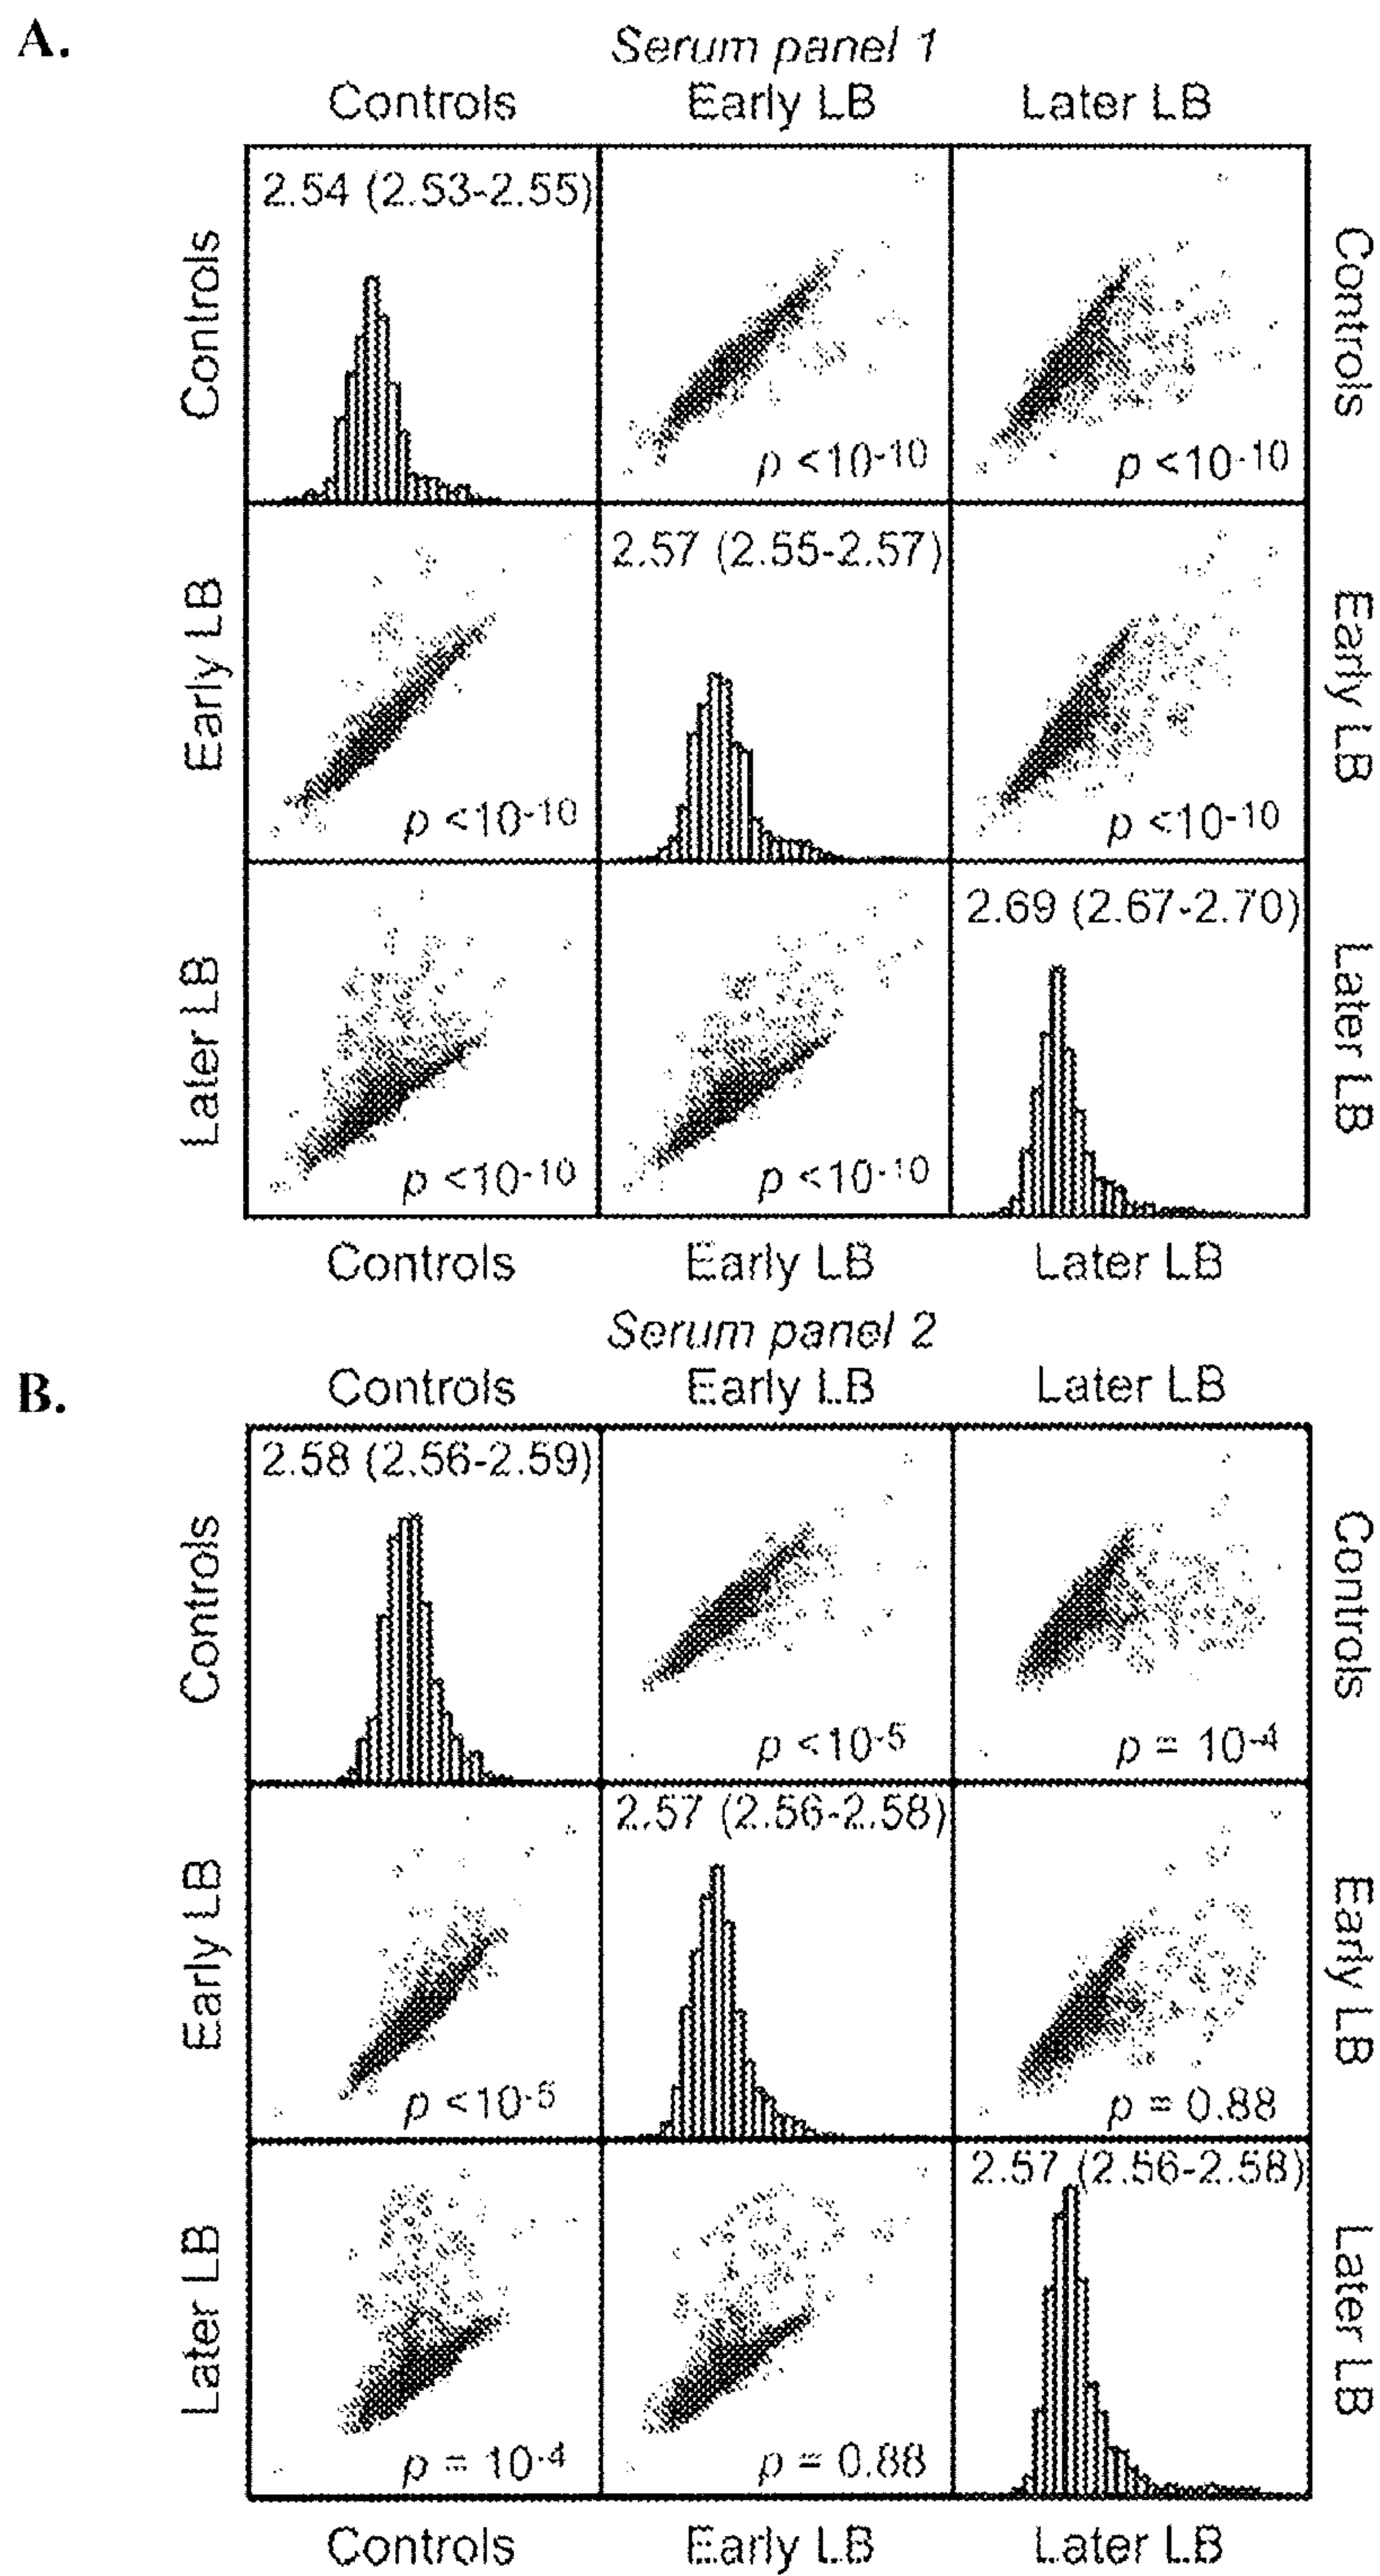 A.
Serum panel 1
Controls Early LB Later LB
2.54 (2.53-2.55)
Controls
Controls
p <10-10 p <10-10
2.57 (2.55-2.57)
Early LB
Early LB
p <10-10 p <10-10
2.69 (2.67-2.70)
Later LB
Later LB
p <10-10 p <10-10
Controls Early LB Later LB
Serum panel 2
B.
Controls Early LB Later LB
2.58 (2.56-2.59)
Controls
Controls
p <10-5 p = 10-4
2.57 (2.56-2.58)
Early LB
Early LB
p <10-5 p = 0.88
2.57 (2.56-2.58)
Later LB
Later LB
p = 10-4 p = 0.88
Controls Early LB Later LB